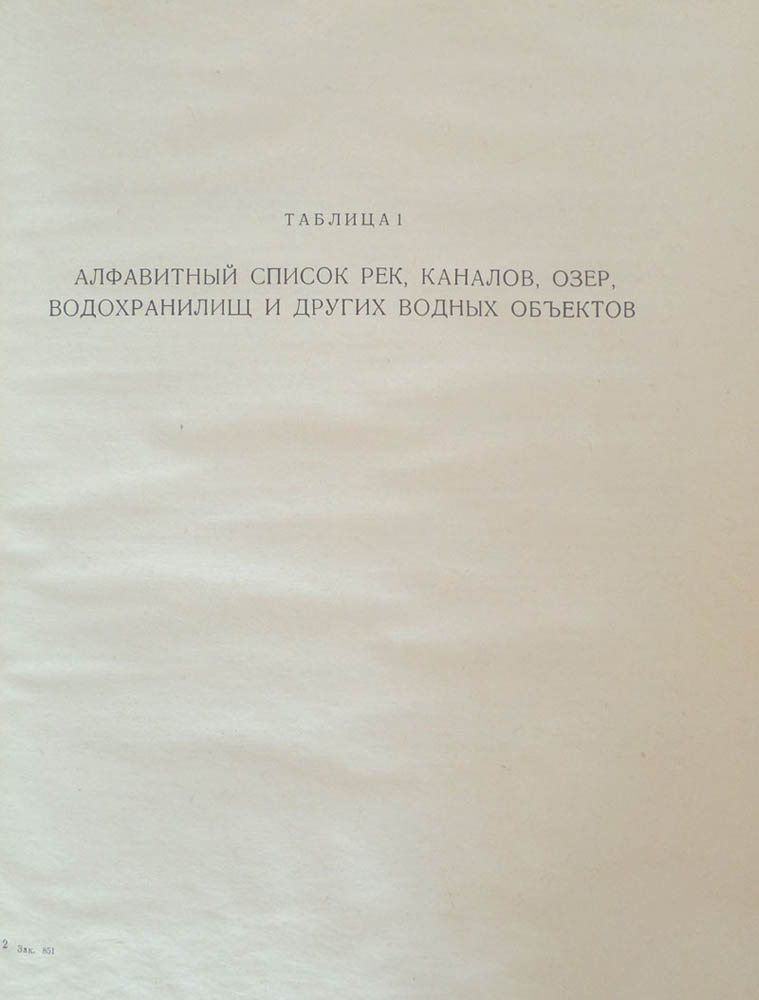 ТАБЛИЦА 1
АЛФАВИТНЫЙ СПИСОК РЕК, КАНАЛОВ, ОЗЕР,
ВОДОХРАНИЛИЩ И ДРУГИХ ВОДНЫХ ОБЪЕКТОВ
2 Зак. 851